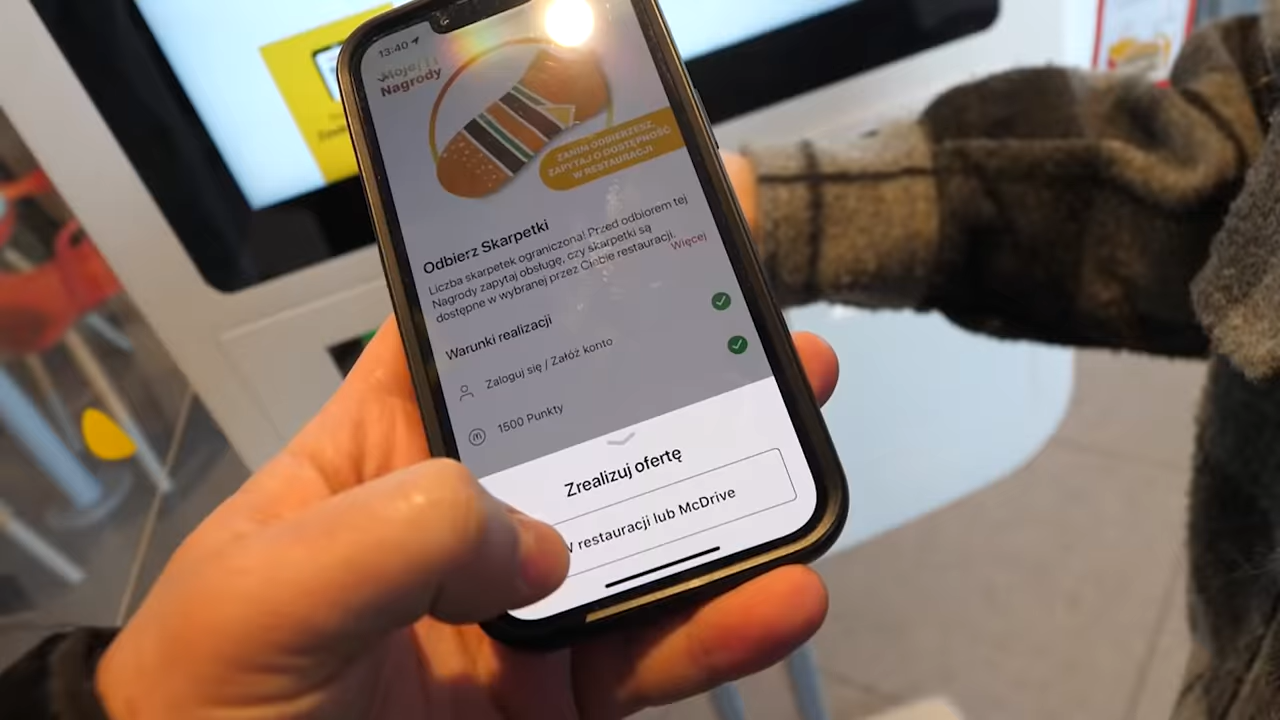 13:40
Moje
Nagrody
ZANIM ODBIERZESZ,
ZAPYTAJ O DOSTĘPNOŚĆ
W RESTAURACJI
Odbierz Skarpetki
Liczba skarpetek ograniczona! Przed odbiorem tej
Nagrody zapytaj obsługę, czy skarpetki są
dostępne w wybranej przez Ciebie restauracji.
Więcej
Warunki realizacji
Zaloguj się / Załóż konto
1500 Punkty
Zrealizuj ofertę
W restauracji lub McDrive